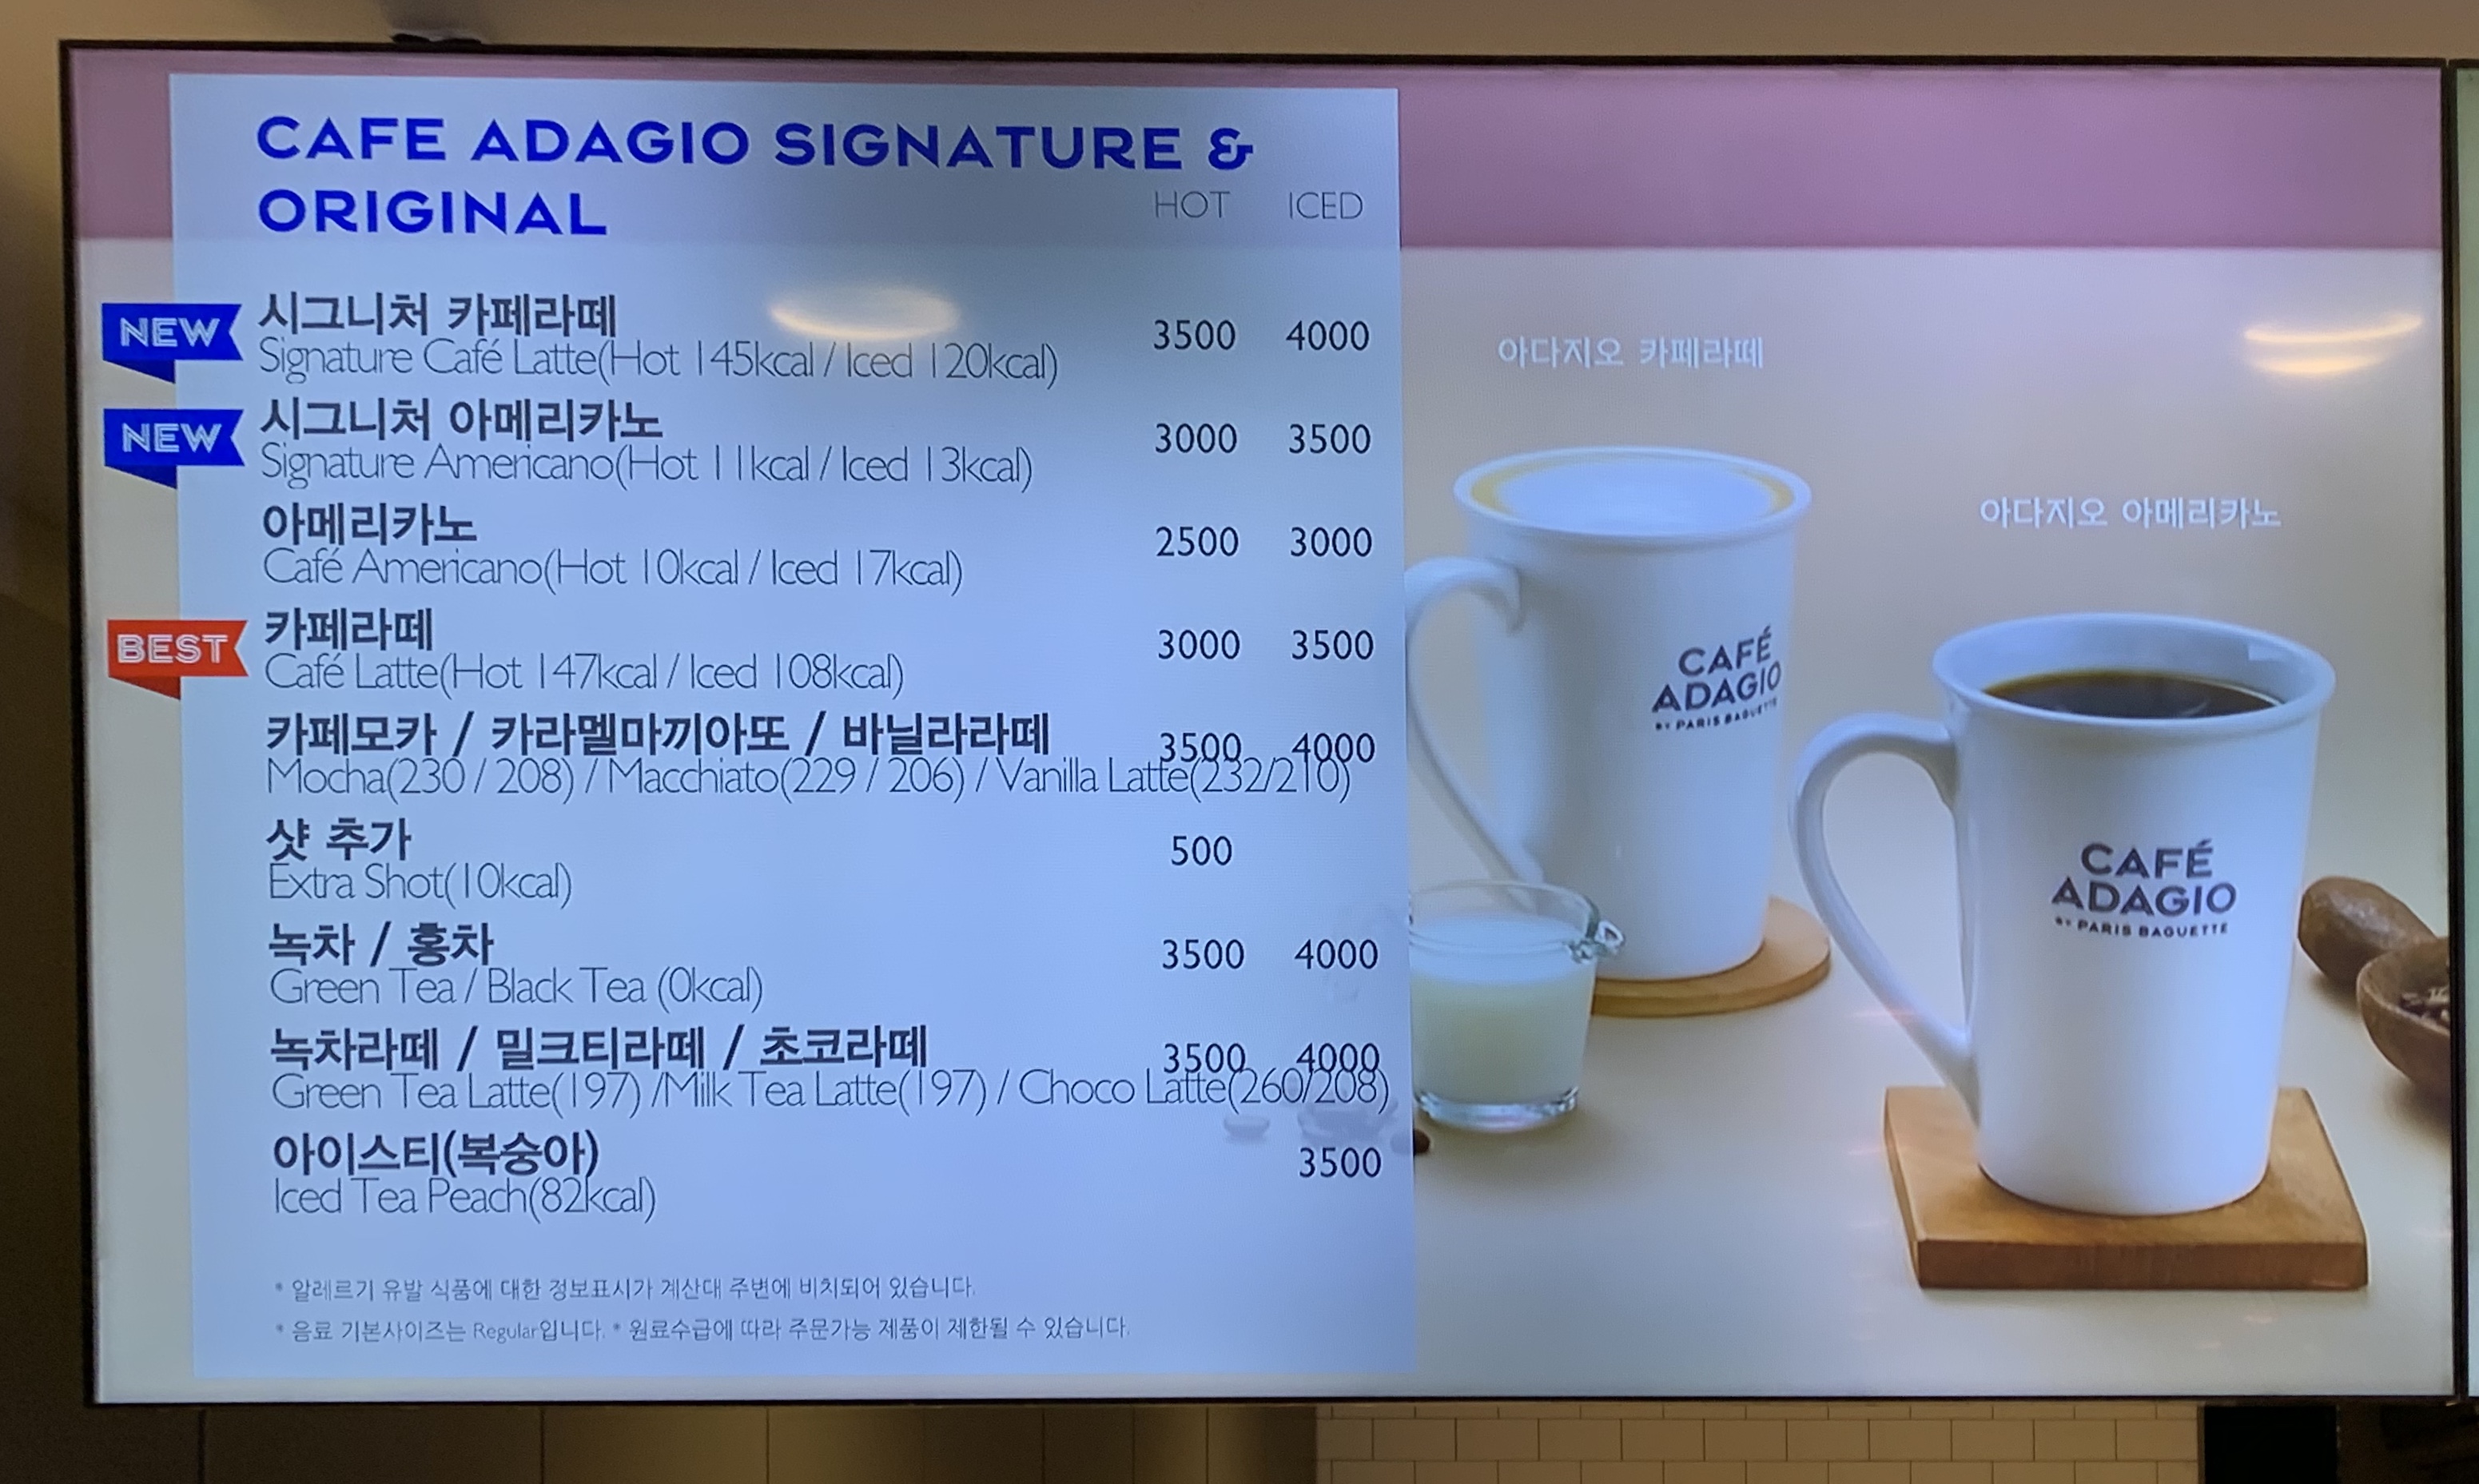 CAFE ADAGIO SIGNATURE &
ORIGINAL
HOT ICED
NEW
시그니처 카페라떼
Signature Café Latte(Hot 145kcal / Iced 120kcal)
3500 4000
NEW
시그니처 아메리카노
Signature Americano(Hot 11kcal / Iced 13kcal)
3000 3500
아메리카노
Café Americano(Hot 10kcal / Iced 17kcal)
2500 3000
BEST
카페라떼
Café Latte(Hot 147kcal / Iced 108kcal)
3000 3500
카페모카 / 카라멜마끼아또 / 바닐라라떼
3500 4000
Mocha(230 / 208) / Macchiato(229 / 206) / Vanilla Latte(232/210)
샷 추가
Extra Shot(10kcal)
500
녹차 / 홍차
Green Tea / Black Tea (0kcal)
3500 4000
녹차라떼 / 밀크티라떼 / 초코라떼
3500 4000
Green Tea Latte(197) /Milk Tea Latte(197) / Choco Latte(260/208)
아이스티(복숭아)
Iced Tea Peach(82kcal)
3500
* 알레르기 유발 식품에 대한 정보표시가 계산대 주변에 비치되어 있습니다.
* 음료 기본사이즈는 Regular입니다. * 원료수급에 따라 주문가능 제품이 제한될 수 있습니다.
아다지오 카페라떼
CAFÉ
ADAGIO
BY PARIS BAGUETTE
아다지오 아메리카노
CAFÉ
ADAGIO
BY PARIS BAGUETTE